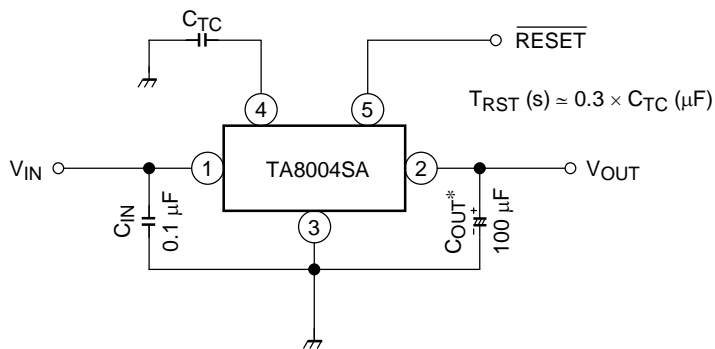 C_TC
RESET
T_RST (s) ≃ 0.3 × C_TC (μF)
4
5
V_IN
1
TA8004SA
2
V_OUT
C_IN
0.1 μF
3
C_OUT*
- +
100 μF